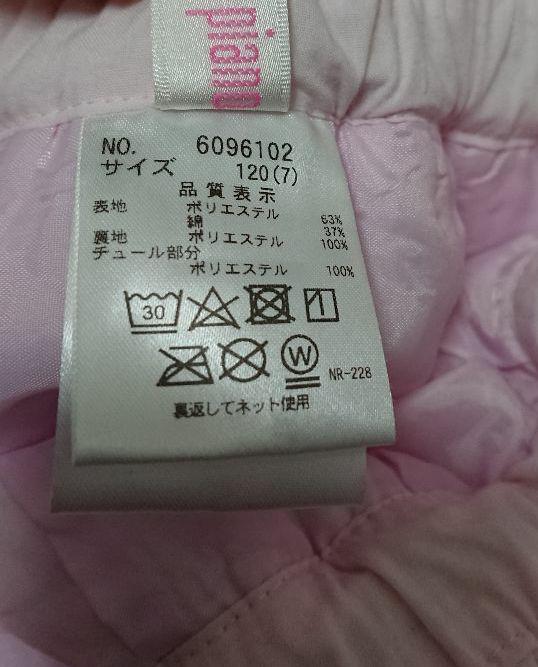 piano
NO. 6096102
サイズ 120(7)
品質表示
表地 ポリエステル 63%
綿 37%
裏地 ポリエステル 100%
チュール部分
ポリエステル 100%
30
W
NR-228
裏返してネット使用